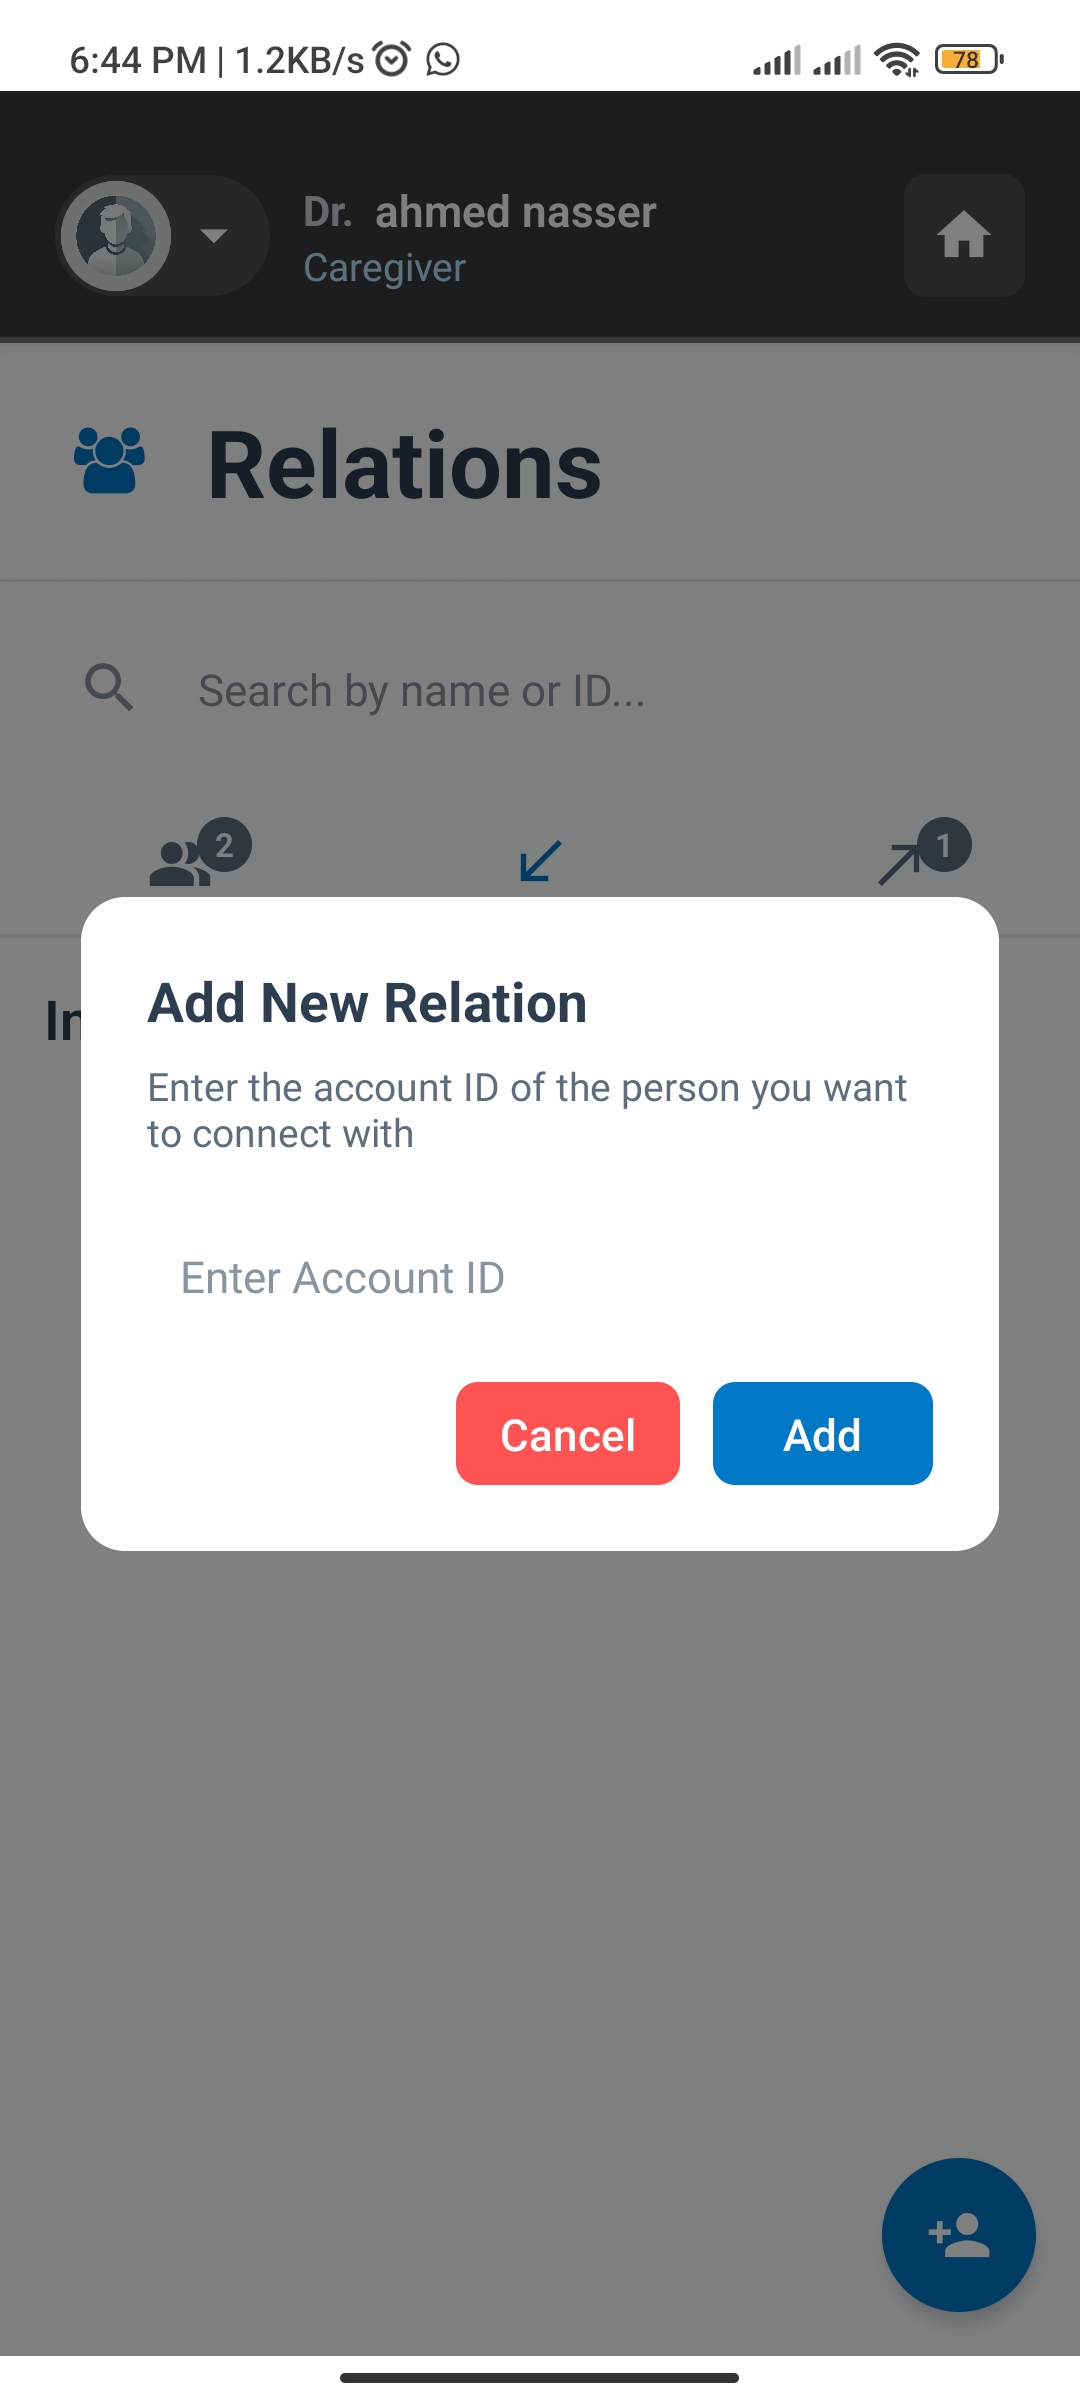 6:44 PM | 1.2KB/s
78
Dr. ahmed nasser
Caregiver
Relations
Search by name or ID...
2
1
Add New Relation
Enter the account ID of the person you want
to connect with
Enter Account ID
Cancel
Add